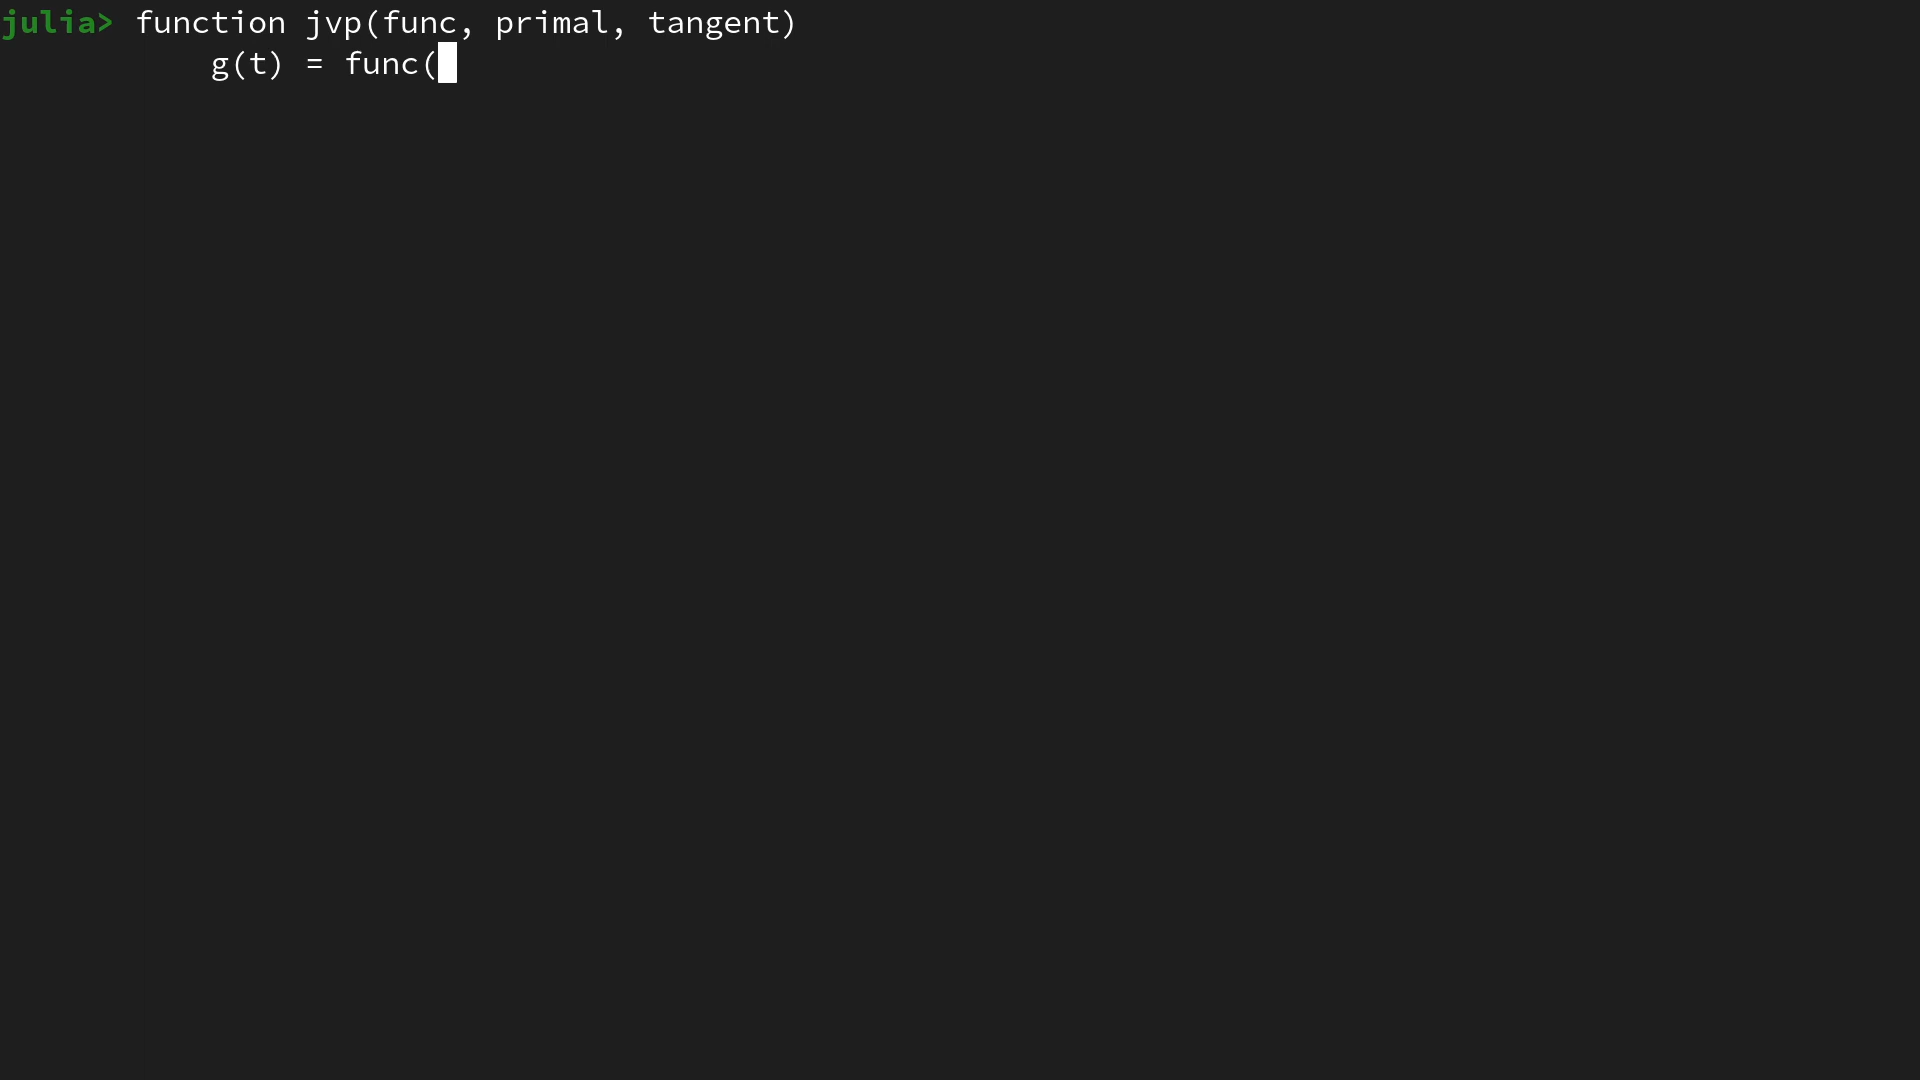 julia> function jvp(func, primal, tangent)
g(t) = func(